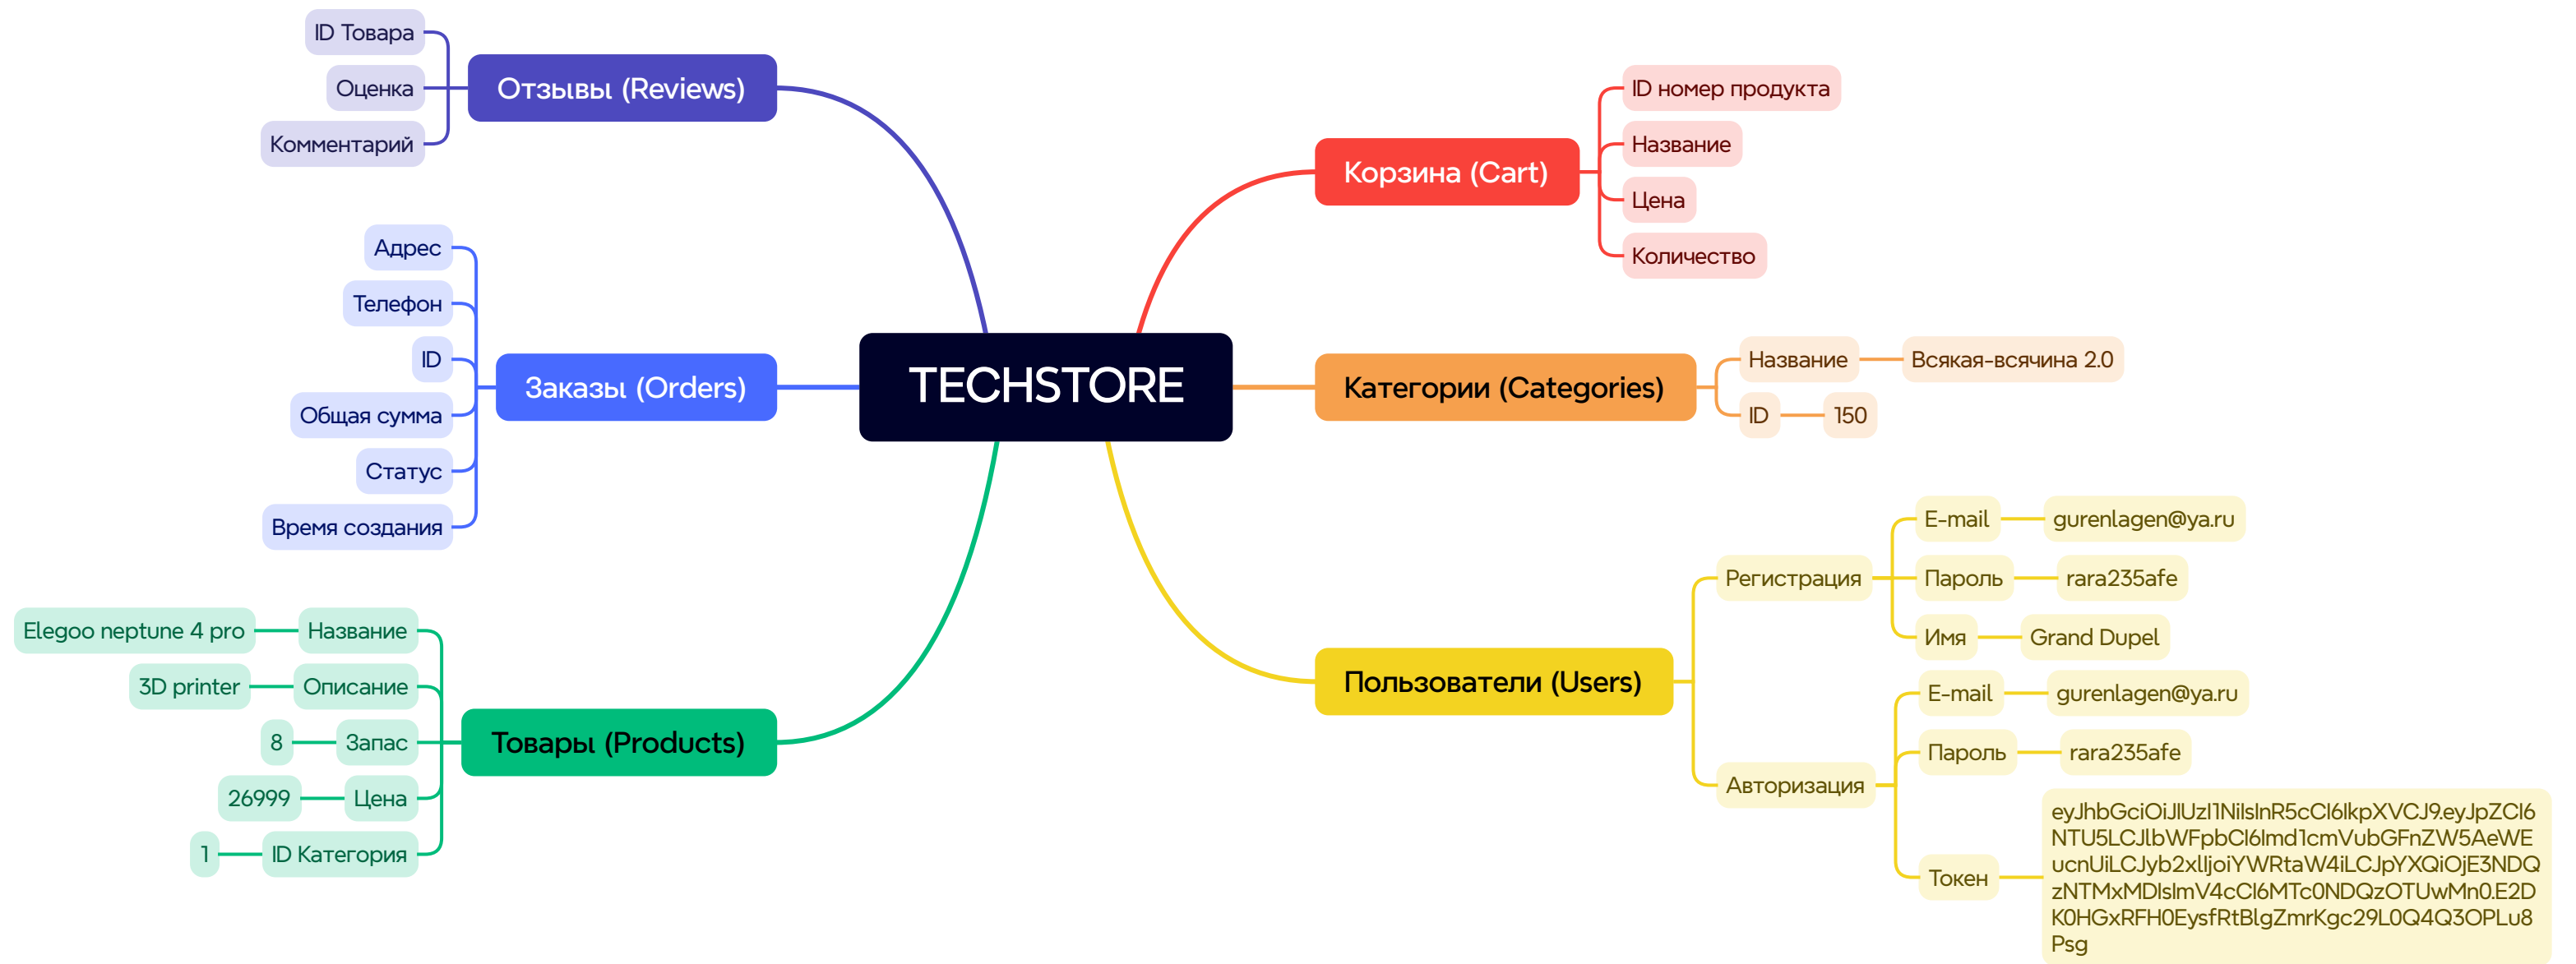 TECHSTORE
Отзывы (Reviews)
ID Товара
Оценка
Комментарий
Заказы (Orders)
Адрес
Телефон
ID
Общая сумма
Статус
Время создания
Товары (Products)
Название
Elegoo neptune 4 pro
Описание
3D printer
Запас
8
Цена
26999
ID Категория
1
Корзина (Cart)
ID номер продукта
Название
Цена
Количество
Категории (Categories)
Название
Всякая-всячина 2.0
ID
150
Пользователи (Users)
Регистрация
E-mail
gurenlagen@ya.ru
Пароль
rara235afe
Имя
Grand Dupel
Авторизация
E-mail
gurenlagen@ya.ru
Пароль
rara235afe
Токен
eyJhbGciOiJIUzI1NiIsInR5cCI6IkpXVCJ9.eyJpZCI6
NTU5LCJlbWFpbCI6Imd1cmVubGFnZW5AeWE
ucnUiLCJyb2xlIjoiYWRtaW4iLCJpYXQiOjE3NDQ
zNTMxMDIsImV4cCI6MTc0NDQzOTUwMn0.E2D
K0HGxRFH0EysfRtBlgZmrKgc29L0Q4Q3OPLu8
Psg